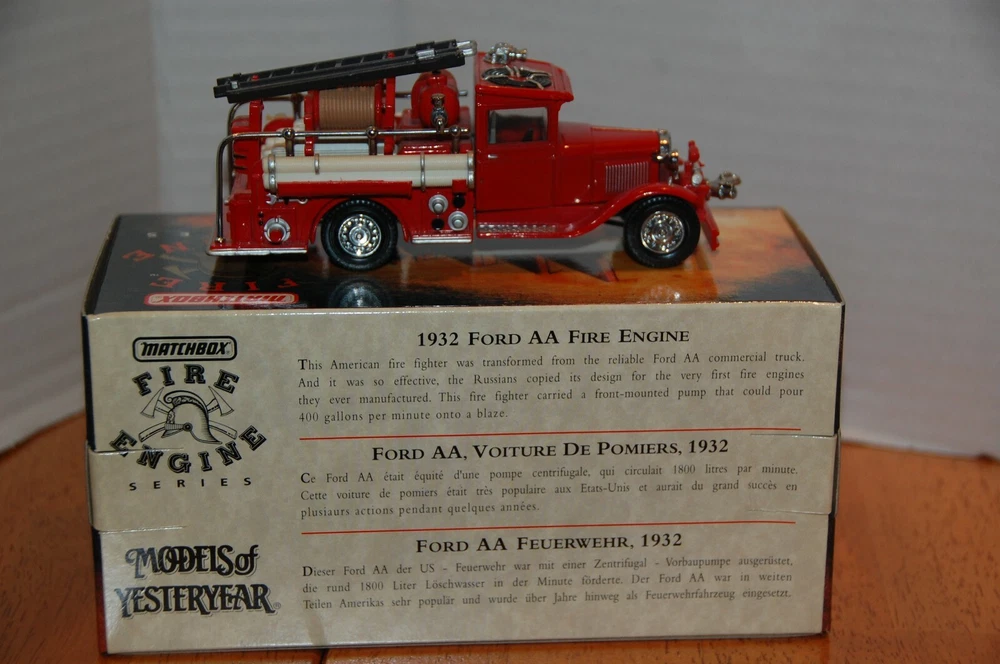 MATCHBOX
FIRE
ENGINE
SERIES
MODELS of
YESTERYEAR
1932 FORD AA FIRE ENGINE
This American fire fighter was transformed from the reliable Ford AA commercial truck.
And it was so effective, the Russians copied its design for the very first fire engines
they ever manufactured. This fire fighter carried a front-mounted pump that could pour
400 gallons per minute onto a blaze.
FORD AA, VOITURE DE POMIERS, 1932
Ce Ford AA était équité d'une pompe centrifugale, qui circulait 1800 litres par minute.
Cette voiture de pomiers était très populaire aux Etats-Unis et aurait du grand succès en
plusiaurs actions pendant quelques années.
FORD AA FEUERWEHR, 1932
Dieser Ford AA der US - Feuerwehr war mit einer Zentrifugal - Vorbaupumpe ausgerüster,
die rund 1800 Liter Löschwasser in der Minute förderte. Der Ford AA war in weiten
Teilen Amerikas sehr populär und wurde über Jahre hinweg als Feuerwehrfahrzeug eingesetzt.
MATCHBOX
FIRE